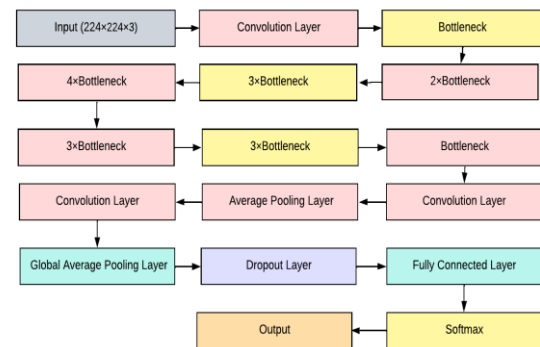 Input (224×224×3)
Convolution Layer
Bottleneck
2×Bottleneck
3×Bottleneck
4×Bottleneck
3×Bottleneck
3×Bottleneck
Bottleneck
Convolution Layer
Average Pooling Layer
Convolution Layer
Global Average Pooling Layer
Dropout Layer
Fully Connected Layer
Softmax
Output